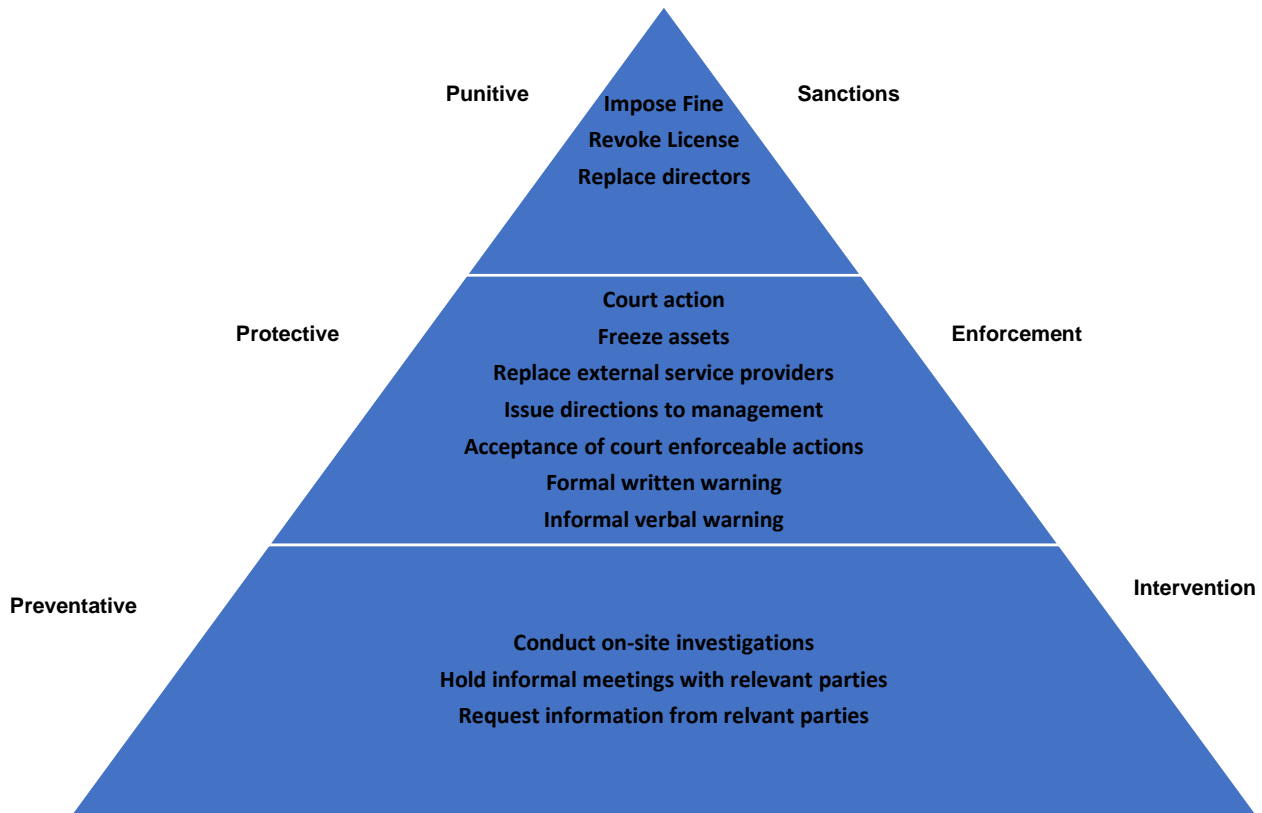 Punitive
Sanctions
Impose Fine
Revoke License
Replace directors
Protective
Enforcement
Court action
Freeze assets
Replace external service providers
Issue directions to management
Acceptance of court enforceable actions
Formal written warning
Informal verbal warning
Preventative
Intervention
Conduct on-site investigations
Hold informal meetings with relevant parties
Request information from relvant parties